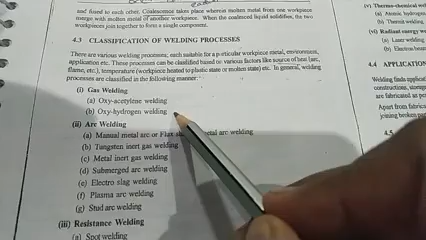 and fused to each other. Coalescence takes place wherein molten metal from one workpiece
merge with molten metal of another workpiece. When the coalesced liquid solidifies, the two
workpieces join together to form a single component.
4.3 CLASSIFICATION OF WELDING PROCESSES
There are various welding processes, each suitable for a particular workpiece metal, environment,
application etc. These processes can be classified based on various factors like source of heat (arc,
flame, etc.), temperature (workpiece heated to plastic state or molten state) etc. In general, welding
processes are classified in the following manner
(i) Gas Welding
(a) Oxy-acetylene welding
(b) Oxy-hydrogen welding
(ii) Arc Welding
(a) Manual metal arc or Flux metal arc welding
(b) Tungsten inert gas welding
(c) Metal inert gas welding
(d) Submerged arc welding
(e) Electro slag welding
(f) Plasma arc welding
(g) Stud arc welding
(iii) Resistance Welding
(a) Spot welding
(v) Thermo-chemical w
(a) Atomic hydrogen
(b) Thermit welding
(vi) Radiant energy w
(a) Laser welding
(b) Electron beam
4.4 APPLICATION
Welding finds applicat
constructions, storage
are fabricated as per
Apart from fabrica
joining broken pa
4.5